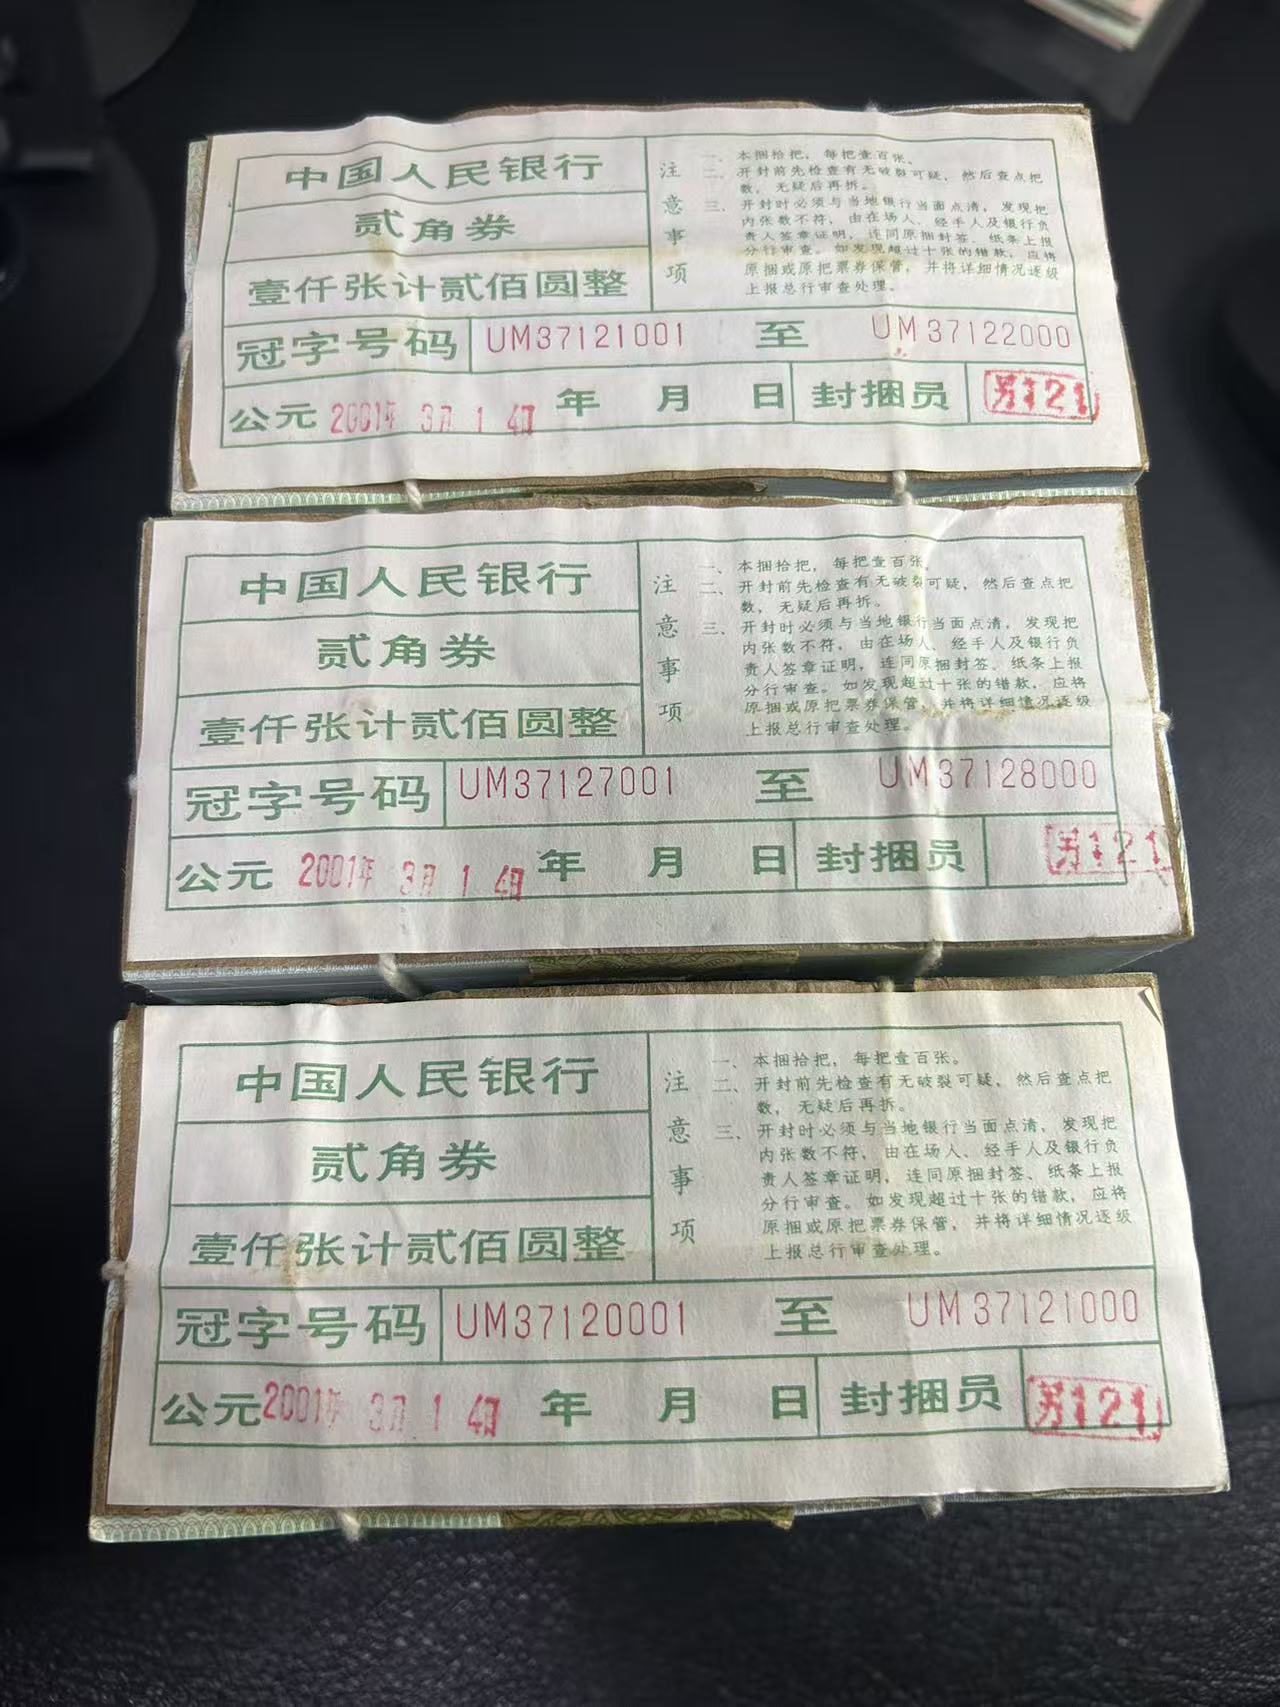 中国人民银行
贰角券
壹仟张计贰佰圆整
注意事项
一、本捆拾把，每把壹百张。
二、开封前先检查有无破裂可疑，然后查点把
数，无疑后再拆。
三、开封时必须与当地银行当面点清，发现把
内张数不符，由在场人、经手人及银行负
责人签章证明，连同原捆封签、纸条上报
分行审查。如发现超过十张的错款，应将
原捆或原把票券保管，并将详细情况逐级
上报总行审查处理。
冠字号码 UM37121001 至 UM37122000
公元 2001年 3月 14日 年 月 日 封捆员 另121
中国人民银行
贰角券
壹仟张计贰佰圆整
注意事项
一、本捆拾把，每把壹百张。
二、开封前先检查有无破裂可疑，然后查点把
数，无疑后再拆。
三、开封时必须与当地银行当面点清，发现把
内张数不符，由在场人、经手人及银行负
责人签章证明，连同原捆封签、纸条上报
分行审查。如发现超过十张的错款，应将
原捆或原把票券保管，并将详细情况逐级
上报总行审查处理。
冠字号码 UM37127001 至 UM37128000
公元 2001年 3月 14日 年 月 日 封捆员 另121
中国人民银行
贰角券
壹仟张计贰佰圆整
注意事项
一、本捆拾把，每把壹百张。
二、开封前先检查有无破裂可疑，然后查点把
数，无疑后再拆。
三、开封时必须与当地银行当面点清，发现把
内张数不符，由在场人、经手人及银行负
责人签章证明，连同原捆封签、纸条上报
分行审查。如发现超过十张的错款，应将
原捆或原把票券保管，并将详细情况逐级
上报总行审查处理。
冠字号码 UM37120001 至 UM37121000
公元 2001年 3月 14日 年 月 日 封捆员 另121